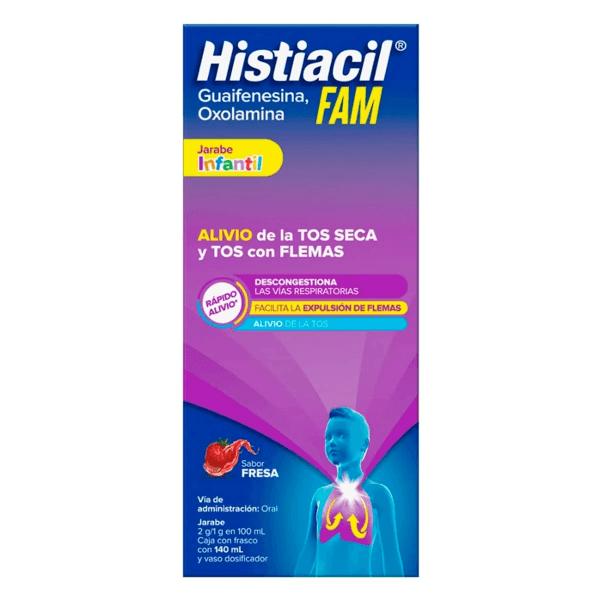 Histiacil®
FAM
Guaifenesina,
Oxolamina
Jarabe
Infantil
ALIVIO de la TOS SECA
y TOS con FLEMAS
RÁPIDO
ALIVIO*
DESCONGESTIONA
LAS VÍAS RESPIRATORIAS
FACILITA LA EXPULSIÓN DE FLEMAS
ALIVIO DE LA TOS
Sabor
FRESA
Vía de
administración: Oral
Jarabe
2 g/1 g en 100 mL
Caja con frasco
con 140 mL
y vaso dosificador